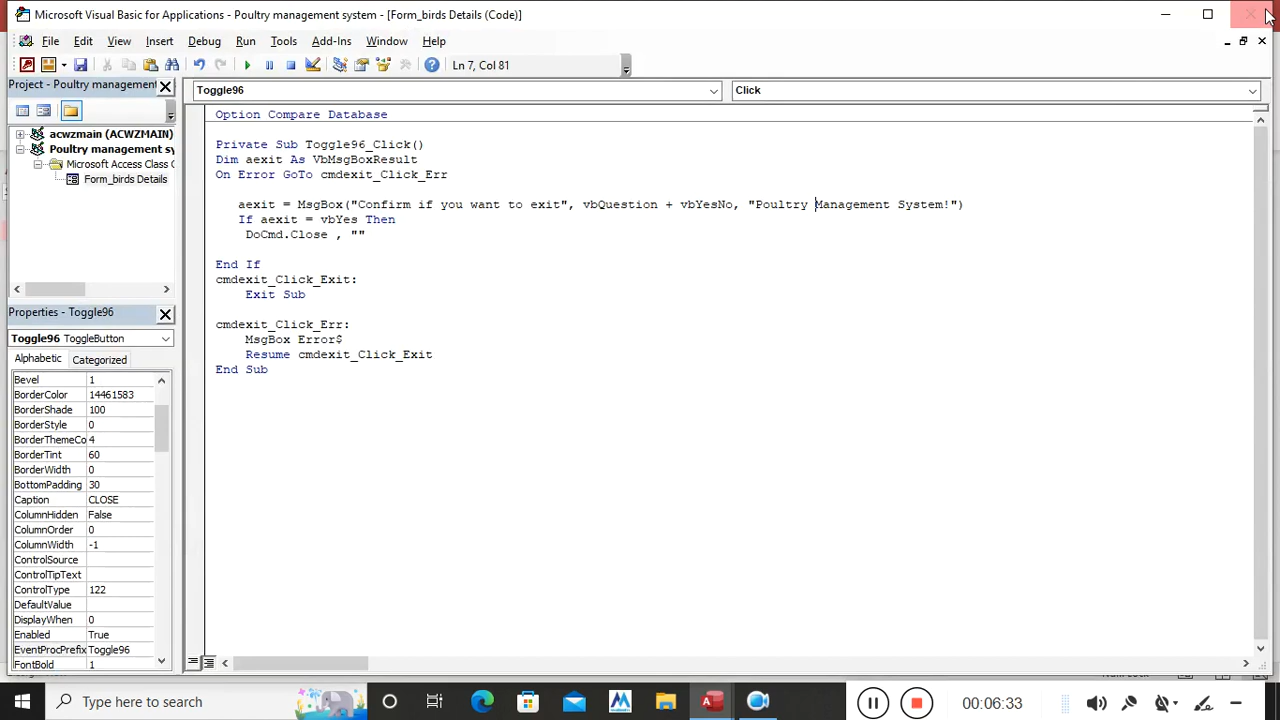 Microsoft Visual Basic for Applications - Poultry management system - [Form_birds Details (Code)]
File Edit View Insert Format Debug Run Tools Add-Ins Window Help
Ln 7, Col 81
Project - Poultry management
Toggle96
Click
acwzmain (ACWZMAIN)
Poultry management sy
Microsoft Access Class C
Form_birds Details
Option Compare Database
Private Sub Toggle96_Click()
Dim aexit As VbMsgBoxResult
On Error GoTo cmdexit_Click_Err
aexit = MsgBox("Confirm if you want to exit", vbQuestion + vbYesNo, "Poultry Management System!")
If aexit = vbYes Then
DoCmd.Close , ""
End If
cmdexit_Click_Exit:
Exit Sub
cmdexit_Click_Err:
MsgBox Error$
Resume cmdexit_Click_Exit
End Sub
Properties - Toggle96
Toggle96 ToggleButton
Alphabetic Categorized
Bevel 1
BorderColor 14461583
BorderShade 100
BorderStyle 0
BorderThemeCo 4
BorderTint 60
BorderWidth 0
BottomPadding 30
Caption CLOSE
ColumnHidden False
ColumnOrder 0
ColumnWidth -1
ControlSource
ControlTipText
ControlType 122
DefaultValue
DisplayWhen 0
Enabled True
EventProcPrefix Toggle96
FontBold 1
Type here to search
00:06:33